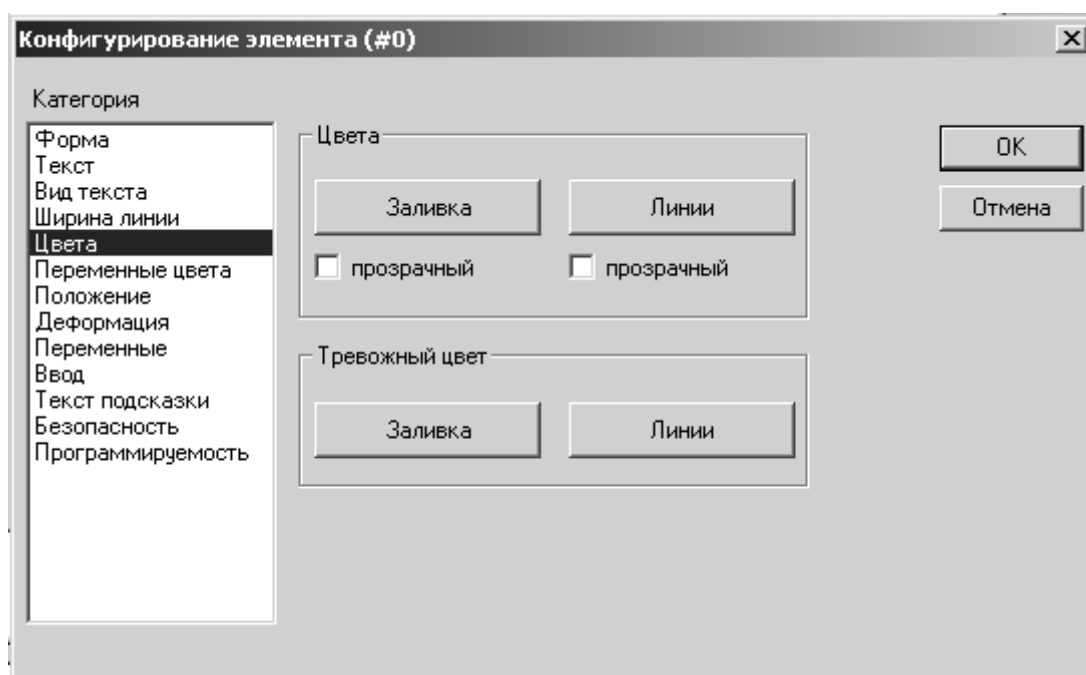 Конфигурирование элемента (#0)
Категория
Форма
Текст
Вид текста
Ширина линии
Цвета
Переменные цвета
Положение
Деформация
Переменные
Ввод
Текст подсказки
Безопасность
Программируемость
Цвета
Заливка
Линии
прозрачный
прозрачный
Тревожный цвет
Заливка
Линии
OK
Отмена